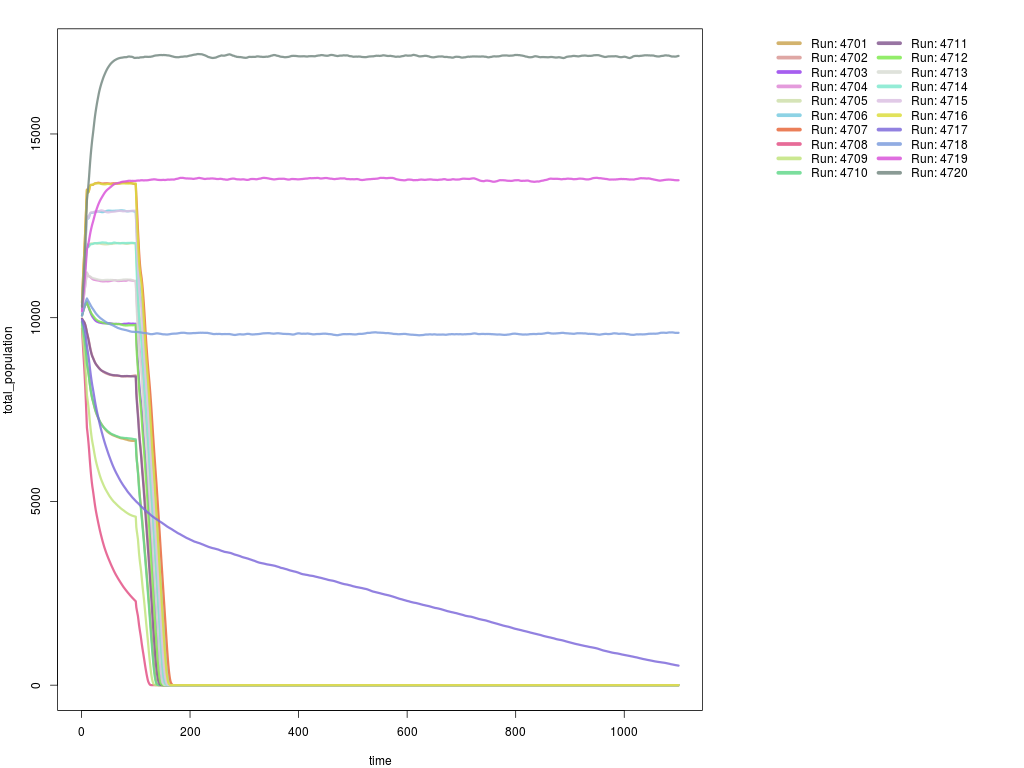 total_population
0
5000
10000
15000
0
200
400
600
800
1000
time
Run: 4701
Run: 4702
Run: 4703
Run: 4704
Run: 4705
Run: 4706
Run: 4707
Run: 4708
Run: 4709
Run: 4710
Run: 4711
Run: 4712
Run: 4713
Run: 4714
Run: 4715
Run: 4716
Run: 4717
Run: 4718
Run: 4719
Run: 4720